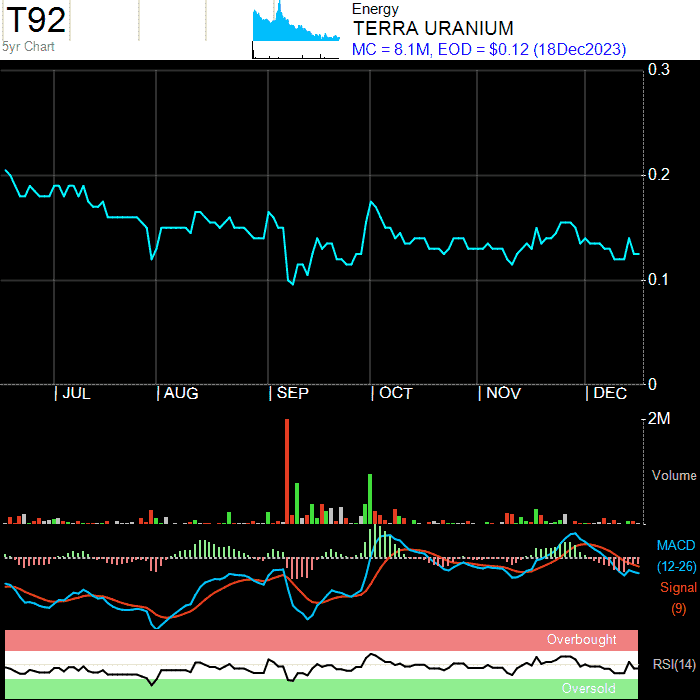 T92
5yr Chart
Energy
TERRA URANIUM
MC = 8.1M, EOD = $0.12 (18Dec2023)
0.3
0.2
0.1
0
JUL AUG SEP OCT NOV DEC
2M
Volume
MACD
(12-26)
Signal
(9)
Overbought
RSI(14)
Oversold